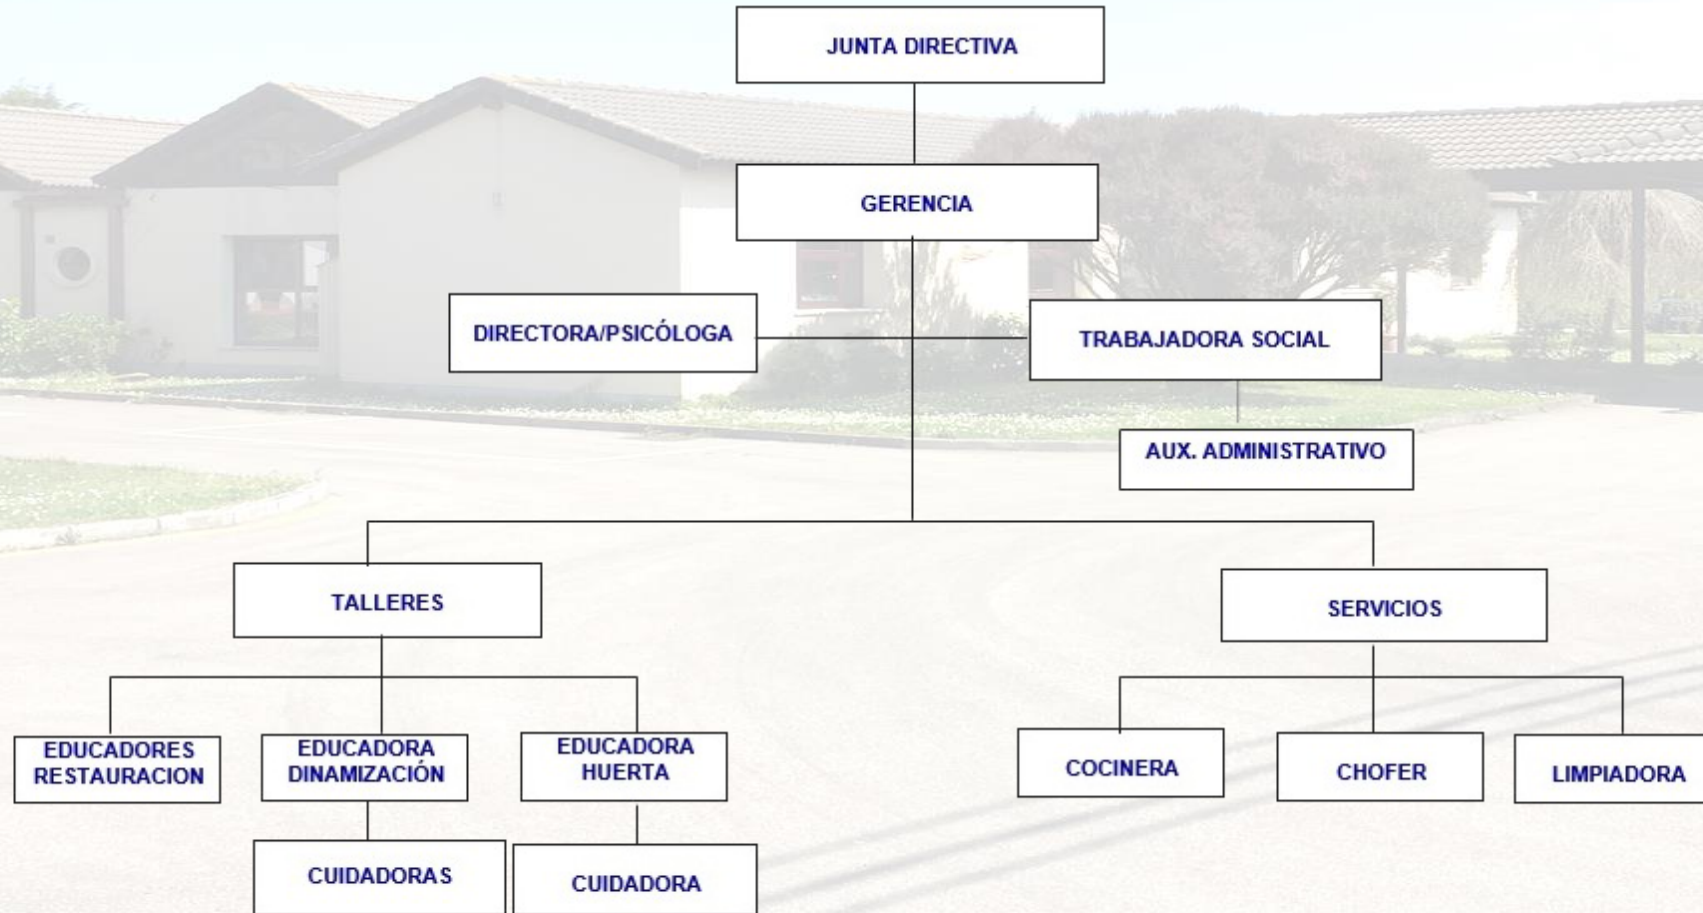 JUNTA DIRECTIVA
GERENCIA
DIRECTORA/PSICÓLOGA
TRABAJADORA SOCIAL
AUX. ADMINISTRATIVO
TALLERES
SERVICIOS
EDUCADORES
RESTAURACION
EDUCADORA
DINAMIZACIÓN
EDUCADORA
HUERTA
COCINERA
CHOFER
LIMPIADORA
CUIDADORAS
CUIDADORA